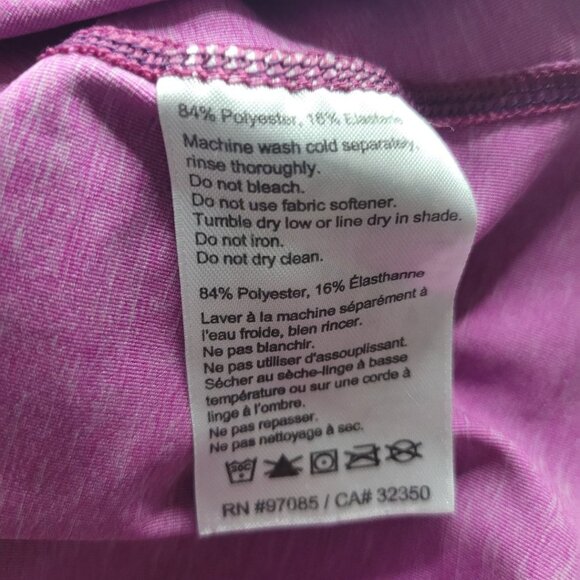 84% Polyester, 16% Elastane
Machine wash cold separately,
rinse thoroughly.
Do not bleach.
Do not use fabric softener.
Tumble dry low or line dry in shade.
Do not iron.
Do not dry clean.
84% Polyester, 16% Élasthanne
Laver à la machine séparément à
l'eau froide, bien rincer.
Ne pas blanchir.
Ne pas utiliser d'assouplissant.
Sécher au sèche-linge à basse
température ou sur une corde à
linge à l'ombre.
Ne pas repasser.
Ne pas nettoyage à sec.
RN #97085 / CA# 32350